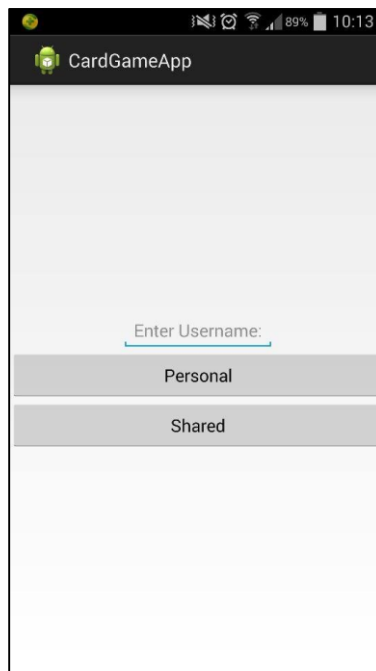 89% 10:13
CardGameApp
Enter Username:
Personal
Shared